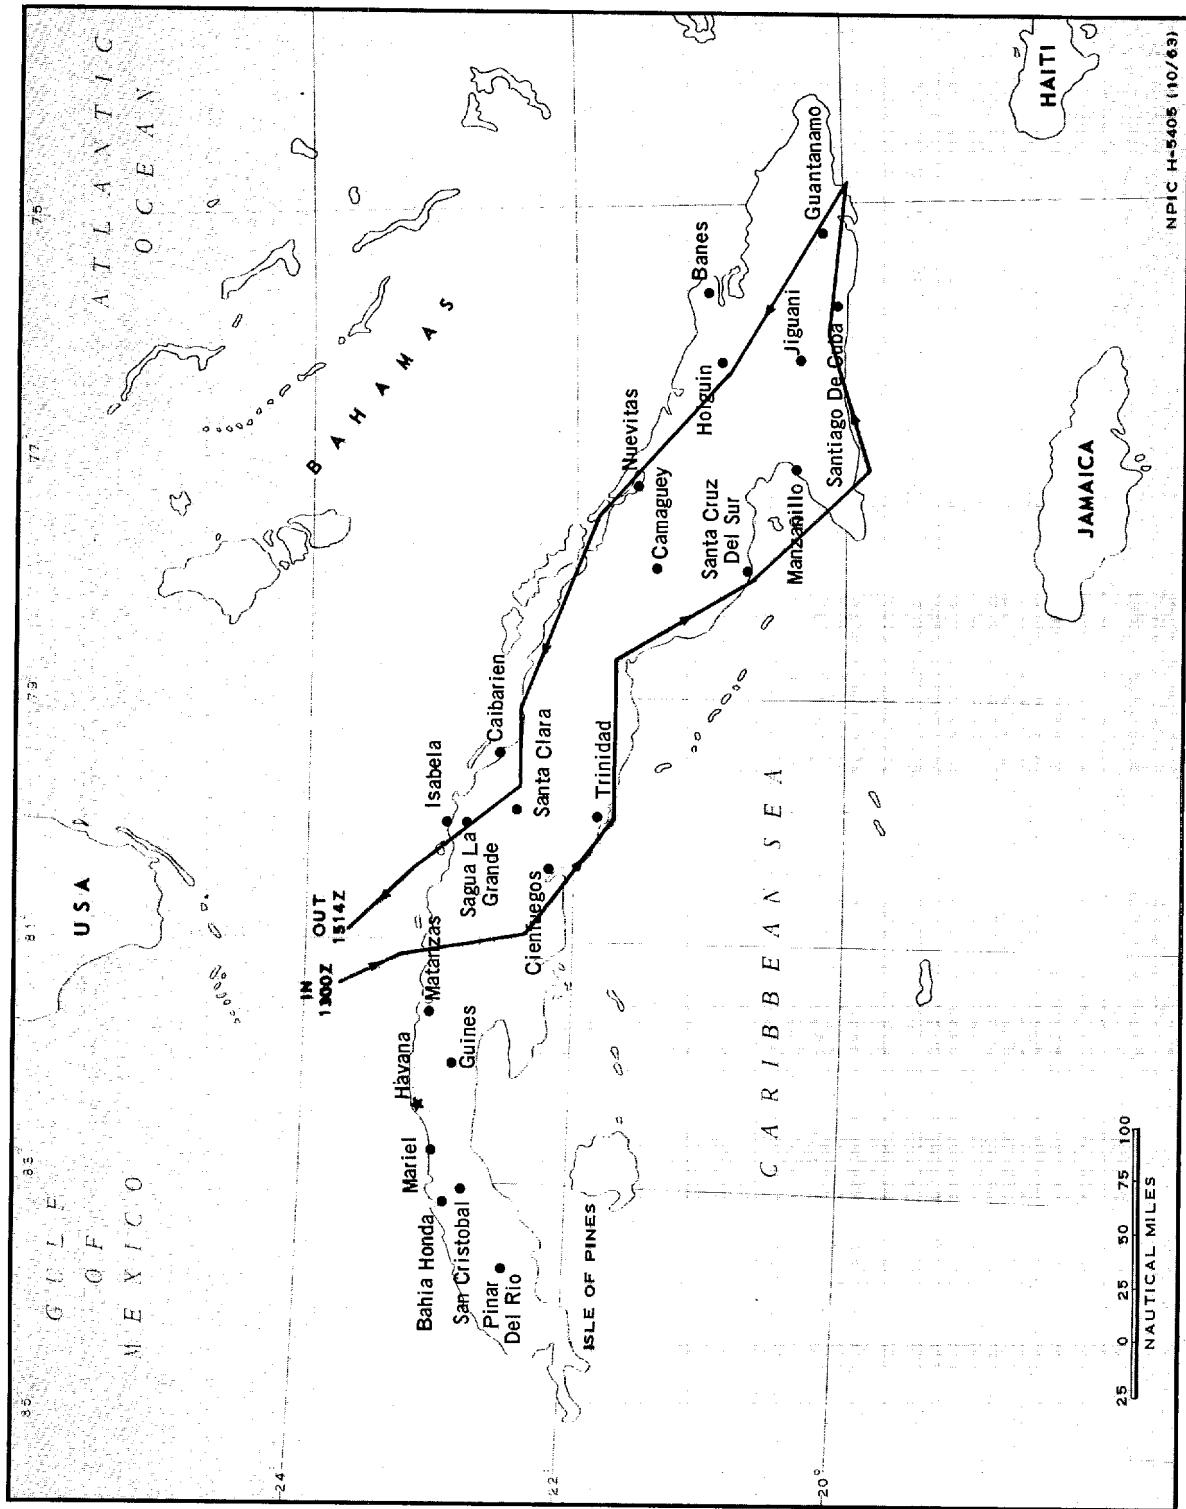 85
83
81
79
77
75
GULF
OF
MEXICO
USA
ATLANTIC
OCEAN
BAHAMAS
24
22
20°
IN
1300Z
OUT
1514Z
Havana
Mariel
Bahia Honda
San Cristobal
Pinar
Del Rio
Guines
Matanzas
Isabela
Sagua La
Grande
Caibarien
Santa Clara
Cienfuegos
Trinidad
Nuevitas
Camaguey
Santa Cruz
Del Sur
Manzanillo
Holguin
Banes
Jiguani
Santiago De Cuba
Guantanamo
ISLE OF PINES
CARIBBEAN SEA
JAMAICA
HAITI
25 0 25 50 75 100
NAUTICAL MILES
NPIC H-5405 (10/63)